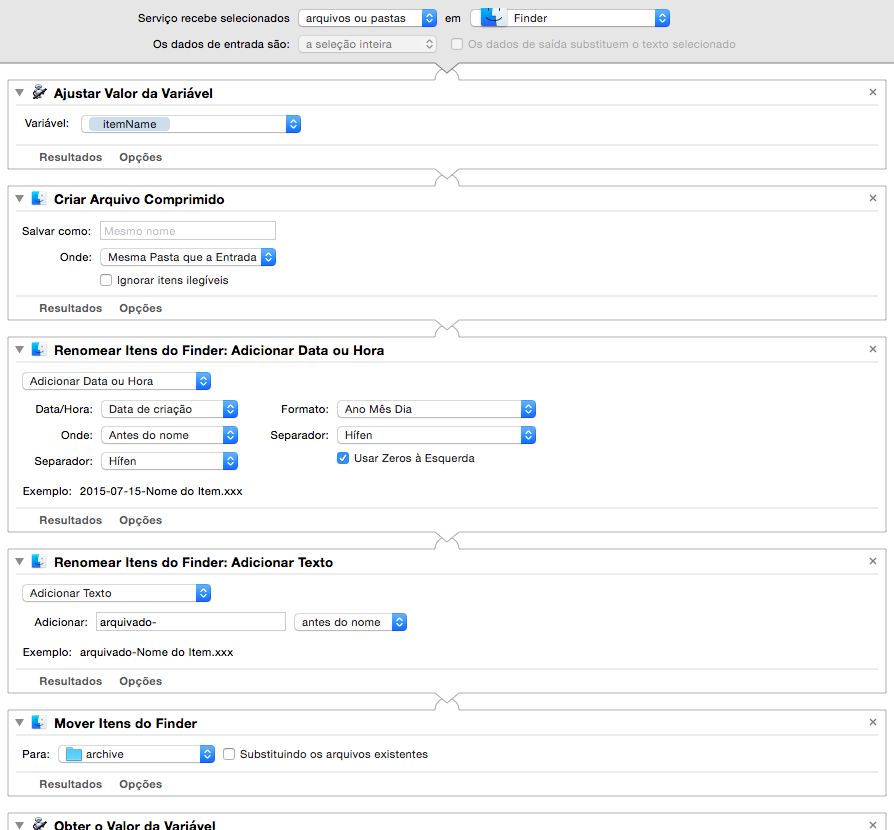 Serviço recebe selecionados arquivos ou pastas em Finder
Os dados de entrada são: a seleção inteira Os dados de saída substituem o texto selecionado
Ajustar Valor da Variável
Variável: itemName
Resultados Opções
Criar Arquivo Comprimido
Salvar como: Mesmo nome
Onde: Mesma Pasta que a Entrada
Ignorar itens ilegíveis
Resultados Opções
Renomear Itens do Finder: Adicionar Data ou Hora
Adicionar Data ou Hora
Data/Hora: Data de criação Formato: Ano Mês Dia
Onde: Antes do nome Separador: Hífen
Separador: Hífen Usar Zeros à Esquerda
Exemplo: 2015-07-15-Nome do Item.xxx
Resultados Opções
Renomear Itens do Finder: Adicionar Texto
Adicionar Texto
Adicionar: arquivado- antes do nome
Exemplo: arquivado-Nome do Item.xxx
Resultados Opções
Mover Itens do Finder
Para: archive Substituindo os arquivos existentes
Resultados Opções
Obter o Valor da Variável